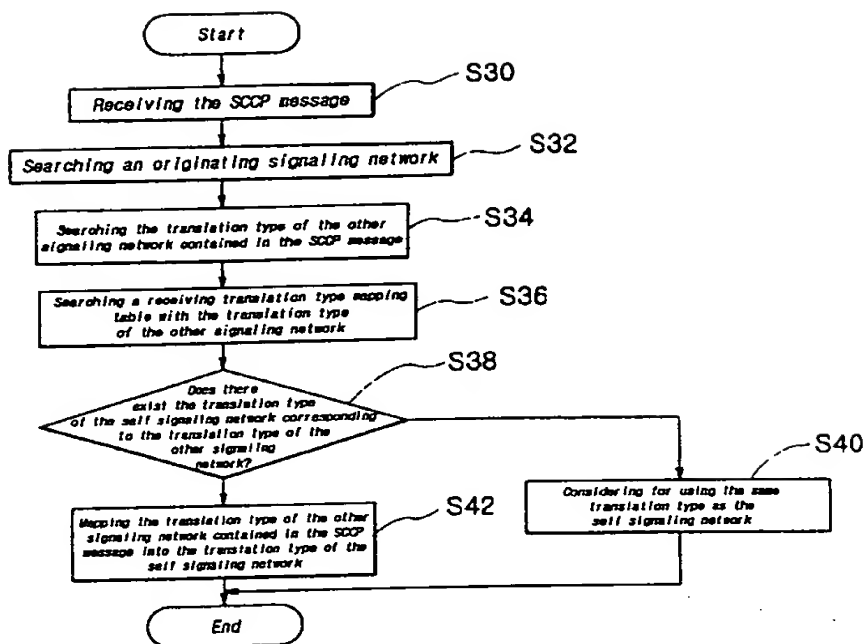 Start
S30
Receiving the SCCP message
S32
Searching an originating signaling network
S34
Searching the translation type of the other
signaling network contained in the SCCP message
S36
Searching a receiving translation type mapping
table with the translation type
of the other signaling network
S38
Does there
exist the translation type
of the self signaling network corresponding
to the translation type of the
other signaling
network?
S40
Considering for using the same
translation type as the
self signaling network
S42
Mapping the translation type of the other
signaling network contained in the SCCP
message into the translation type of the
self signaling network
End